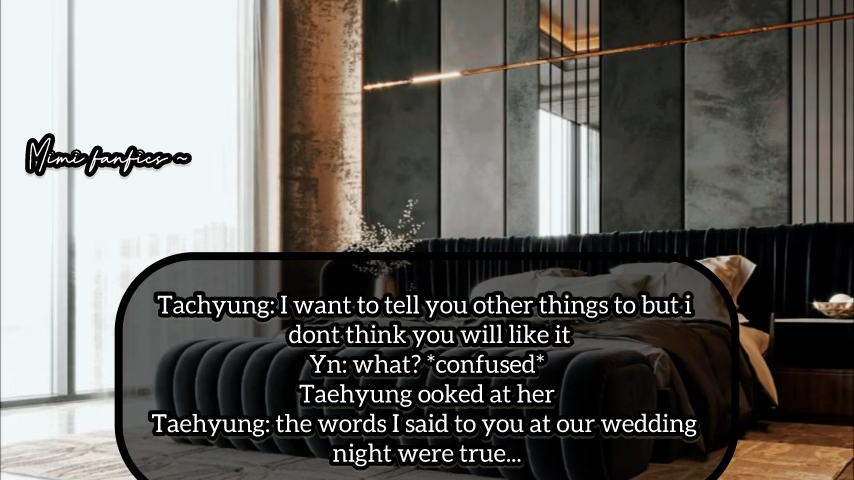 Mimi fanfics ~
Tachyung: I want to tell you other things to but i
dont think you will like it
Yn: what? *confused*
Taehyung ooked at her
Taehyung: the words I said to you at our wedding
night were true...